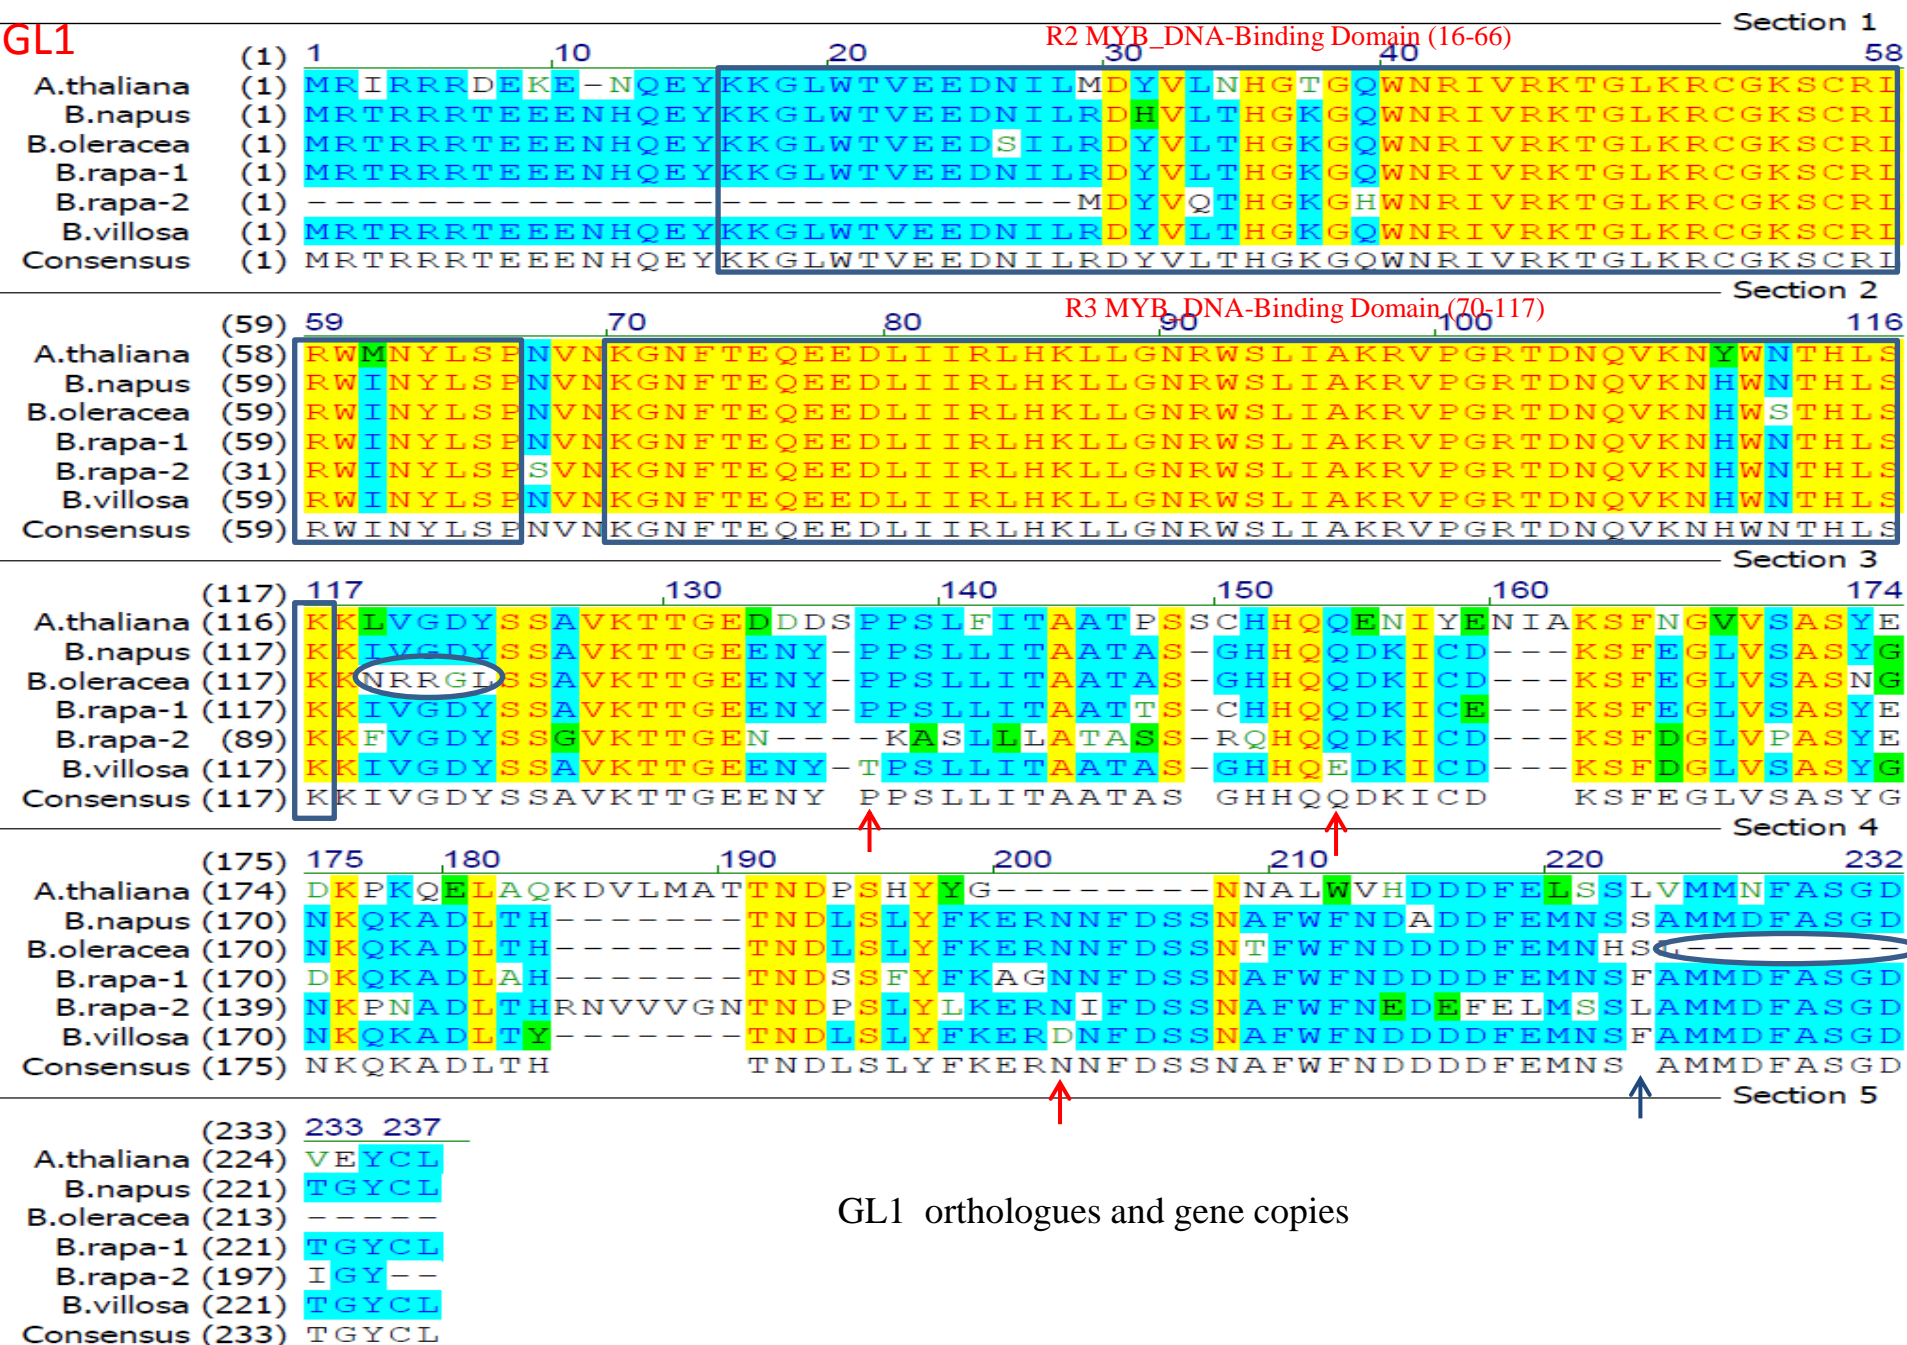 Section 1
GL1
R2 MYB_DNA-Binding Domain (16-66)
(1) 1 10 20 30 40 58
A.thaliana (1) MRIRRRDEKE-NQEYKKGLWTVEEDNILMDYVLNHGTGQWNRIVRKTGLKRCGKSCRL
B.napus (1) MRTRRRTEEENHQEYKKGLWTVEEDNILRDHVLTHGKGQWNRIVRKTGLKRCGKSCRL
B.oleracea (1) MRTRRRTEEENHQEYKKGLWTVEEDSILRDYVLTHGKGQWNRIVRKTGLKRCGKSCRL
B.rapa-1 (1) MRTRRRTEEENHQEYKKGLWTVEEDNILRDYVLTHGKGQWNRIVRKTGLKRCGKSCRL
B.rapa-2 (1) ----------------------------MDYVQTHGKGHWNRIVRKTGLKRCGKSCRL
B.villosa (1) MRTRRRTEEENHQEYKKGLWTVEEDNILRDYVLTHGKGQWNRIVRKTGLKRCGKSCRL
Consensus (1) MRTRRRTEEENHQEYKKGLWTVEEDNILRDYVLTHGKGQWNRIVRKTGLKRCGKSCRL
Section 2
R3 MYB_DNA-Binding Domain (70-117)
(59) 59 70 80 90 100 116
A.thaliana (58) RWMNYLSPNVNKGNFTEQEEDLIIRLHKLLGNRWSLIAKRVPGRTDNQVKNYWNTHLS
B.napus (59) RWINYLSPNVNKGNFTEQEEDLIIRLHKLLGNRWSLIAKRVPGRTDNQVKNHWNTHLS
B.oleracea (59) RWINYLSPNVNKGNFTEQEEDLIIRLHKLLGNRWSLIAKRVPGRTDNQVKNHWSTHLS
B.rapa-1 (59) RWINYLSPNVNKGNFTEQEEDLIIRLHKLLGNRWSLIAKRVPGRTDNQVKNHWNTHLS
B.rapa-2 (31) RWINYLSPSVNKGNFTEQEEDLIIRLHKLLGNRWSLIAKRVPGRTDNQVKNHWNTHLS
B.villosa (59) RWINYLSPNVNKGNFTEQEEDLIIRLHKLLGNRWSLIAKRVPGRTDNQVKNHWNTHLS
Consensus (59) RWINYLSPNVNKGNFTEQEEDLIIRLHKLLGNRWSLIAKRVPGRTDNQVKNHWNTHLS
Section 3
(117) 117 130 140 150 160 174
A.thaliana (116) KKLVGDYSSAVKTTGEDDDSPPSLFITAATPSSCHHQQENIYENIAKSFNGVVSASYE
B.napus (117) KKIVGDYSSAVKTTGEENY-PPSLLITAATAS-GHHQQDKICD---KSFEGLVSASYG
B.oleracea (117) KKNRRGLSSAVKTTGEENY-PPSLLITAATAS-GHHQQDKICD---KSFEGLVSASNG
B.rapa-1 (117) KKIVGDYSSAVKTTGEENY-PPSLLITAATTS-CHHQQDKICE---KSFEGLVSASYE
B.rapa-2 (89) KKFVGDYSSGVKTTGEN----KASLLLATASS-RQHQQDKICD---KSFDGLVPASYE
B.villosa (117) KKIVGDYSSAVKTTGEENY-TPSLLITAATAS-GHHQEDKICD---KSFDGLVSASYG
Consensus (117) KKIVGDYSSAVKTTGEENY PPSLLITAATAS GHHQQDKICD KSFEGLVSASYG
Section 4
(175) 175 180 190 200 210 220 232
A.thaliana (174) DKPKQELAQKDVLMATTNDPSHYYG---------NNALWVHDDDFELSSLVMMNFASGD
B.napus (170) NKQKADLTH-------TNDLSLYFKERNNFDSSNAFWFNDADDFEMNSSAMMDFASGD
B.oleracea (170) NKQKADLTH-------TNDLSLYFKERNNFDSSNTFWFNDDDDFEMNHSL--------
B.rapa-1 (170) DKQKADLAH-------TNDSSFYFKAGNNFDSSNAFWFNDDDDFEMNSFAMMDFASGD
B.rapa-2 (139) NKPNADLTHRNVVVGNTNDPSLYLKERNIFDSSNAFWFNEDEFELMSSLAMMDFASGD
B.villosa (170) NKQKADLTY-------TNDLSLYFKERDNFDSSNAFWFNDDDDFEMNSFAMMDFASGD
Consensus (175) NKQKADLTH TNDLSLYFKERNNFDSSNAFWFNDDDDFEMNS AMMDFASGD
Section 5
(233) 233 237
A.thaliana (224) VEYCL
B.napus (221) TGYCL
B.oleracea (213) -----
B.rapa-1 (221) TGYCL
B.rapa-2 (197) IGY--
B.villosa (221) TGYCL
Consensus (233) TGYCL
GL1 orthologues and gene copies